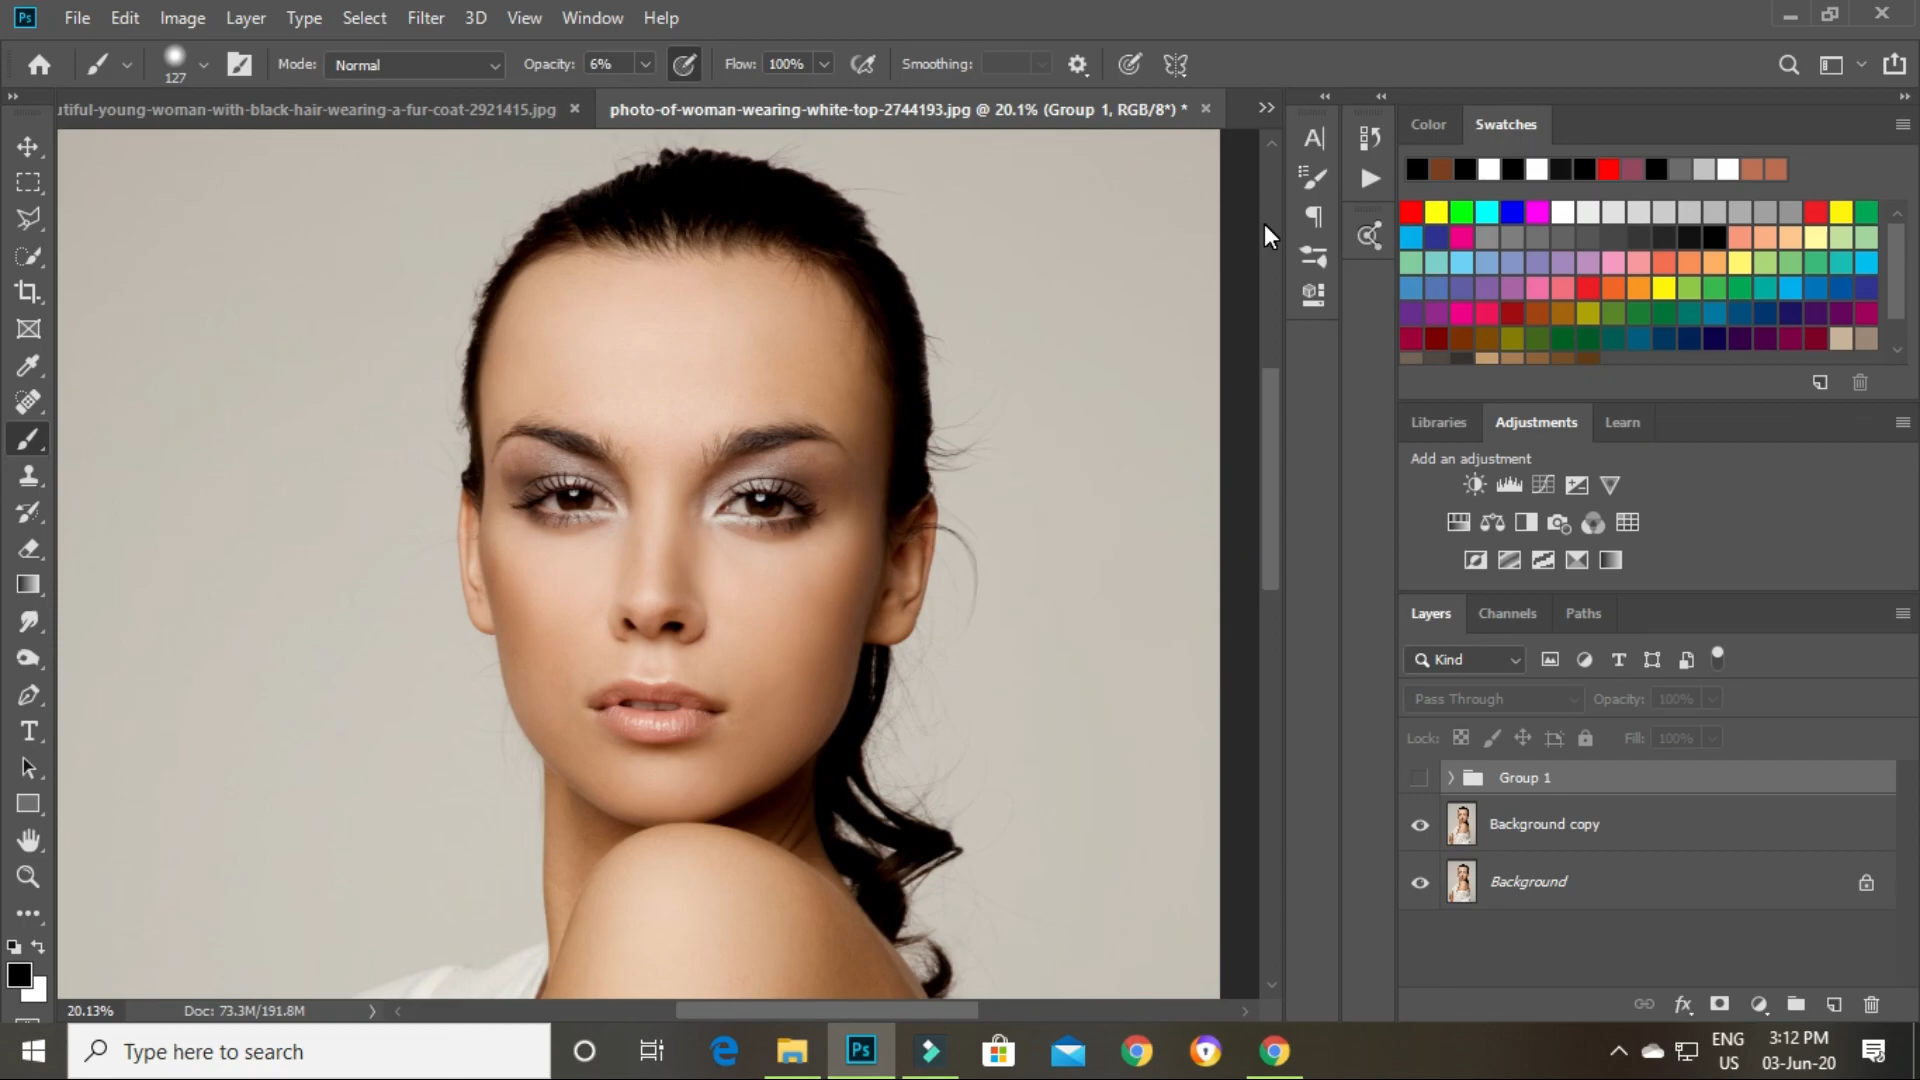 Ps File Edit Image Layer Type Select Filter 3D View Window Help
127 Mode: Normal Opacity: 6% Flow: 100% Smoothing:
utiful-young-woman-with-black-hair-wearing-a-fur-coat-2921415.jpg × photo-of-woman-wearing-white-top-2744193.jpg @ 20.1% (Group 1, RGB/8*) * ×
Color Swatches
Libraries Adjustments Learn
Add an adjustment
Layers Channels Paths
Kind
Pass Through Opacity: 100%
Lock: Fill: 100%
Group 1
Background copy
Background
20.13% Doc: 73.3M/191.8M
Type here to search
Ps
ENG
US
3:12 PM
03-Jun-20